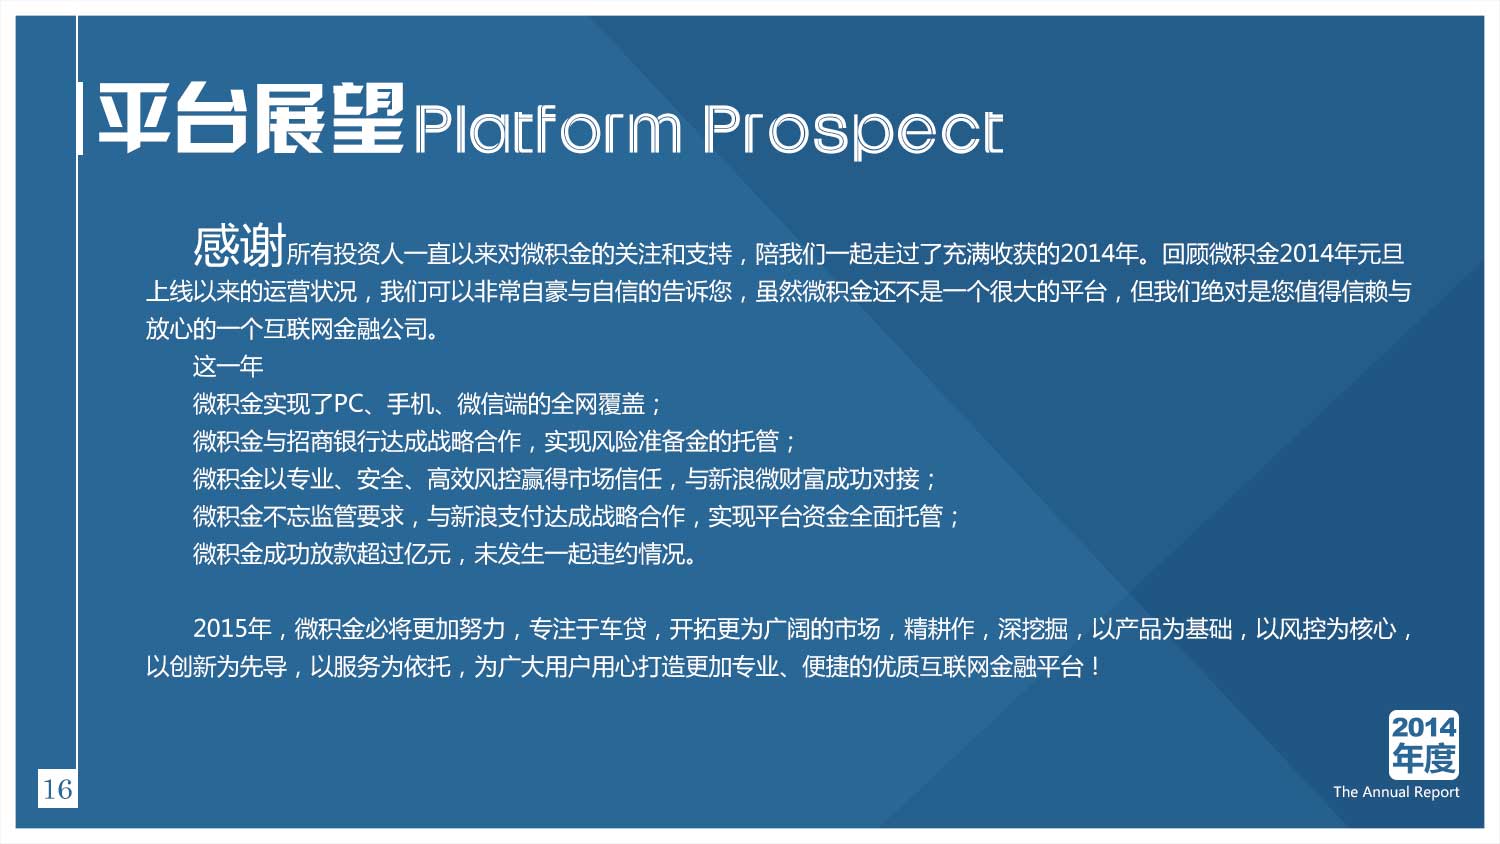 平台展望Platform Prospect
感谢所有投资人一直以来对微积金的关注和支持，陪我们一起走过了充满收获的2014年。回顾微积金2014年元旦
上线以来的运营状况，我们可以非常自豪与自信的告诉您，虽然微积金还不是一个很大的平台，但我们绝对是您值得信赖与
放心的一个互联网金融公司。
这一年
微积金实现了PC、手机、微信端的全网覆盖；
微积金与招商银行达成战略合作，实现风险准备金的托管；
微积金以专业、安全、高效风控赢得市场信任，与新浪微财富成功对接；
微积金不忘监管要求，与新浪支付达成战略合作，实现平台资金全面托管；
微积金成功放款超过亿元，未发生一起违约情况。
2015年，微积金必将更加努力，专注于车贷，开拓更为广阔的市场，精耕作，深挖掘，以产品为基础，以风控为核心，
以创新为先导，以服务为依托，为广大用户用心打造更加专业、便捷的优质互联网金融平台！
2014
年度
The Annual Report
16